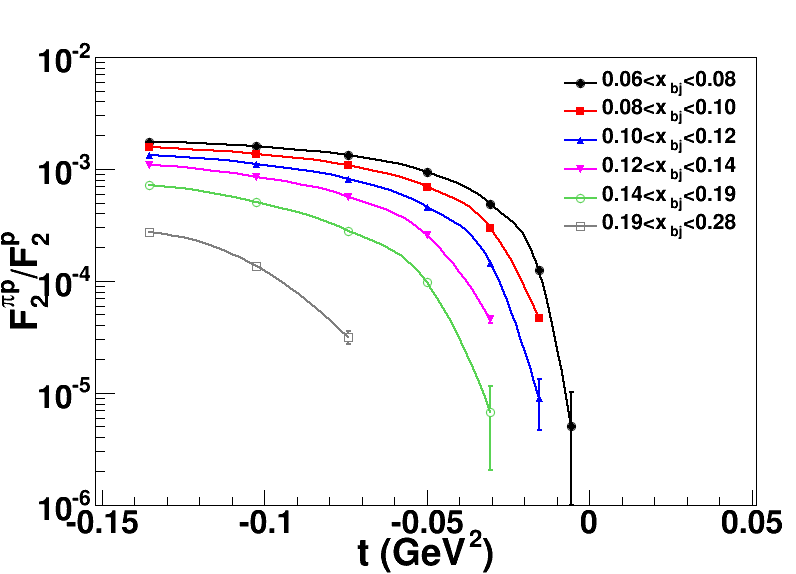 10^-2
10^-3
10^-4
10^-5
10^-6
F_2^πp/F_2^p
0.06<x_bj<0.08
0.08<x_bj<0.10
0.10<x_bj<0.12
0.12<x_bj<0.14
0.14<x_bj<0.19
0.19<x_bj<0.28
-0.15 -0.1 -0.05 0 0.05
t (GeV^2)